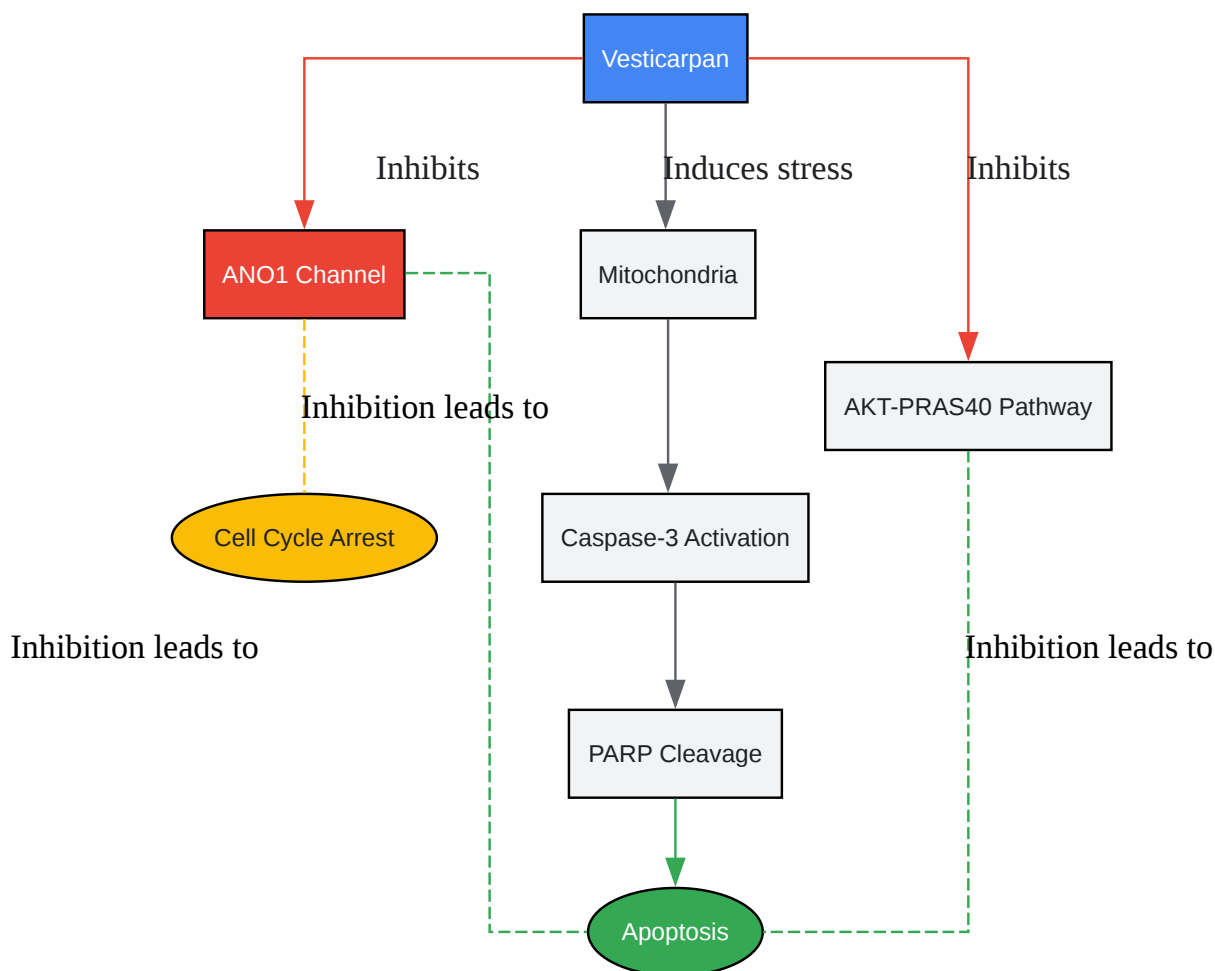 Vesticarpan
Inhibits
Induces stress
Inhibits
ANO1 Channel
Mitochondria
AKT-PRAS40 Pathway
Inhibition leads to
Cell Cycle Arrest
Caspase-3 Activation
Inhibition leads to
Inhibition leads to
PARP Cleavage
Apoptosis